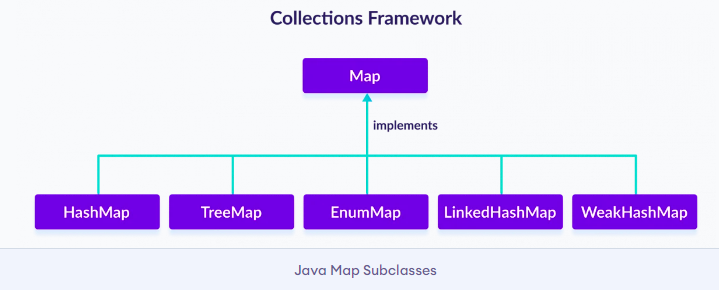 Collections Framework
Map
implements
HashMap
TreeMap
EnumMap
LinkedHashMap
WeakHashMap
Java Map Subclasses